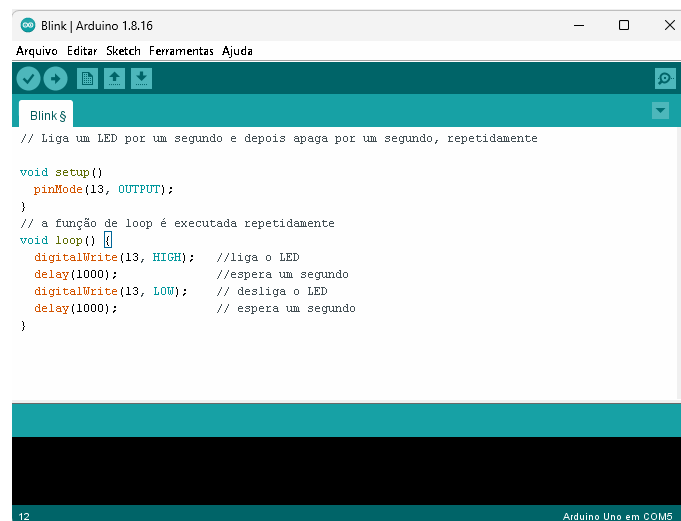 Blink | Arduino 1.8.16
Arquivo Editar Sketch Ferramentas Ajuda
Blink §
// Liga um LED por um segundo e depois apaga por um segundo, repetidamente
void setup()
pinMode(13, OUTPUT);
}
// a função de loop é executada repetidamente
void loop() {
digitalWrite(13, HIGH); //liga o LED
delay(1000); //espera um segundo
digitalWrite(13, LOW); // desliga o LED
delay(1000); // espera um segundo
}
12 Arduino Uno em COM5